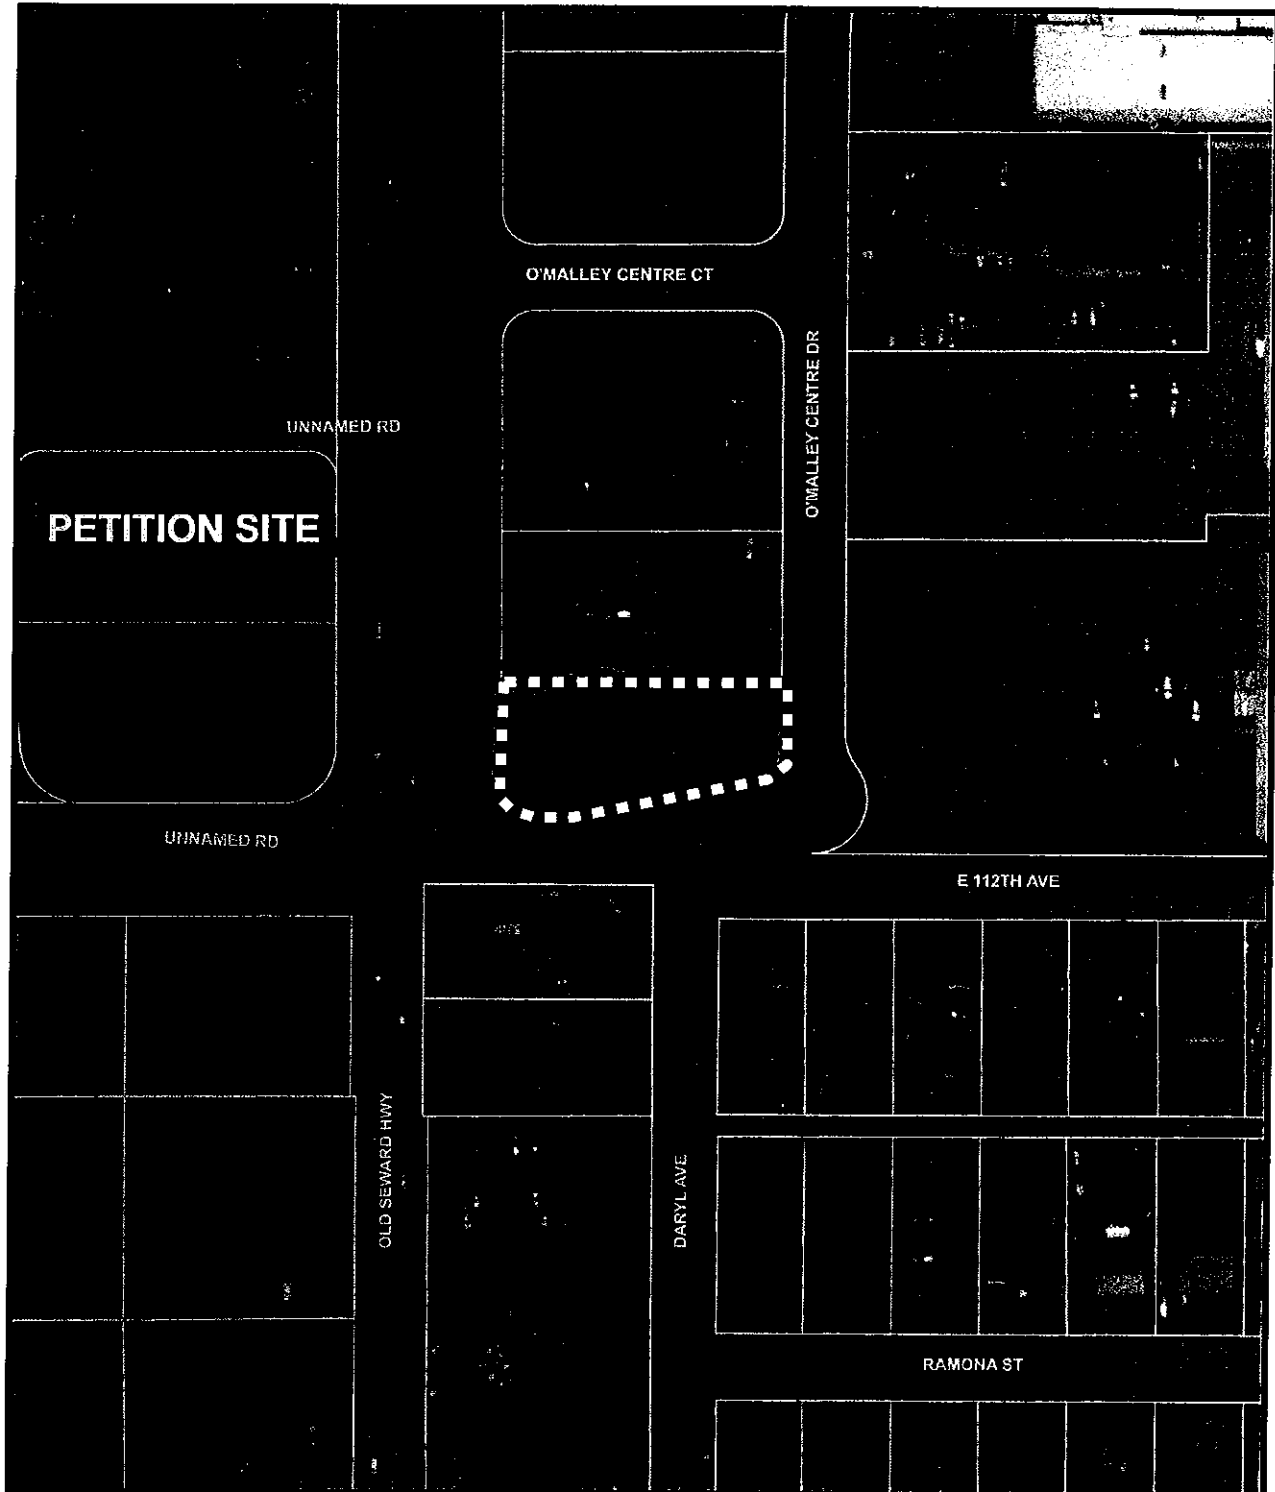 O'MALLEY CENTRE CT
O'MALLEY CENTRE DR
UNNAMED RD
PETITION SITE
UNNAMED RD
E 112TH AVE
OLD SEWARD HWY
DARYL AVE
RAMONA ST